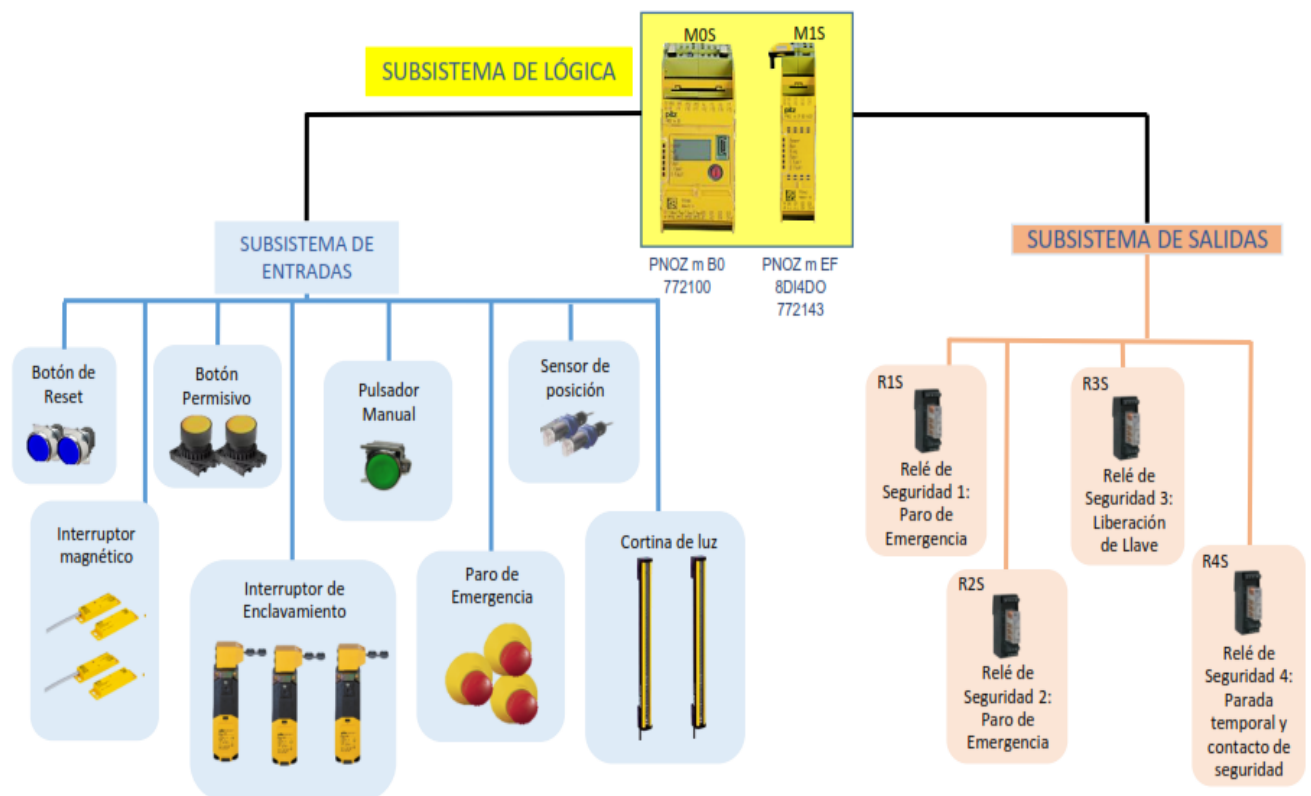 M0S
M1S
SUBSISTEMA DE LÓGICA
pilz
pilz
PNOZ m B0
772100
PNOZ m EF
8DI4DO
772143
SUBSISTEMA DE
ENTRADAS
SUBSISTEMA DE SALIDAS
Botón de
Reset
Botón
Permisivo
Pulsador
Manual
Sensor de
posición
Interruptor
magnético
Interruptor de
Enclavamiento
Paro de
Emergencia
Cortina de luz
R1S
Relé de
Seguridad 1:
Paro de
Emergencia
R2S
Relé de
Seguridad 2:
Paro de
Emergencia
R3S
Relé de
Seguridad 3:
Liberación
de Llave
R4S
Relé de
Seguridad 4:
Parada
temporal y
contacto de
seguridad